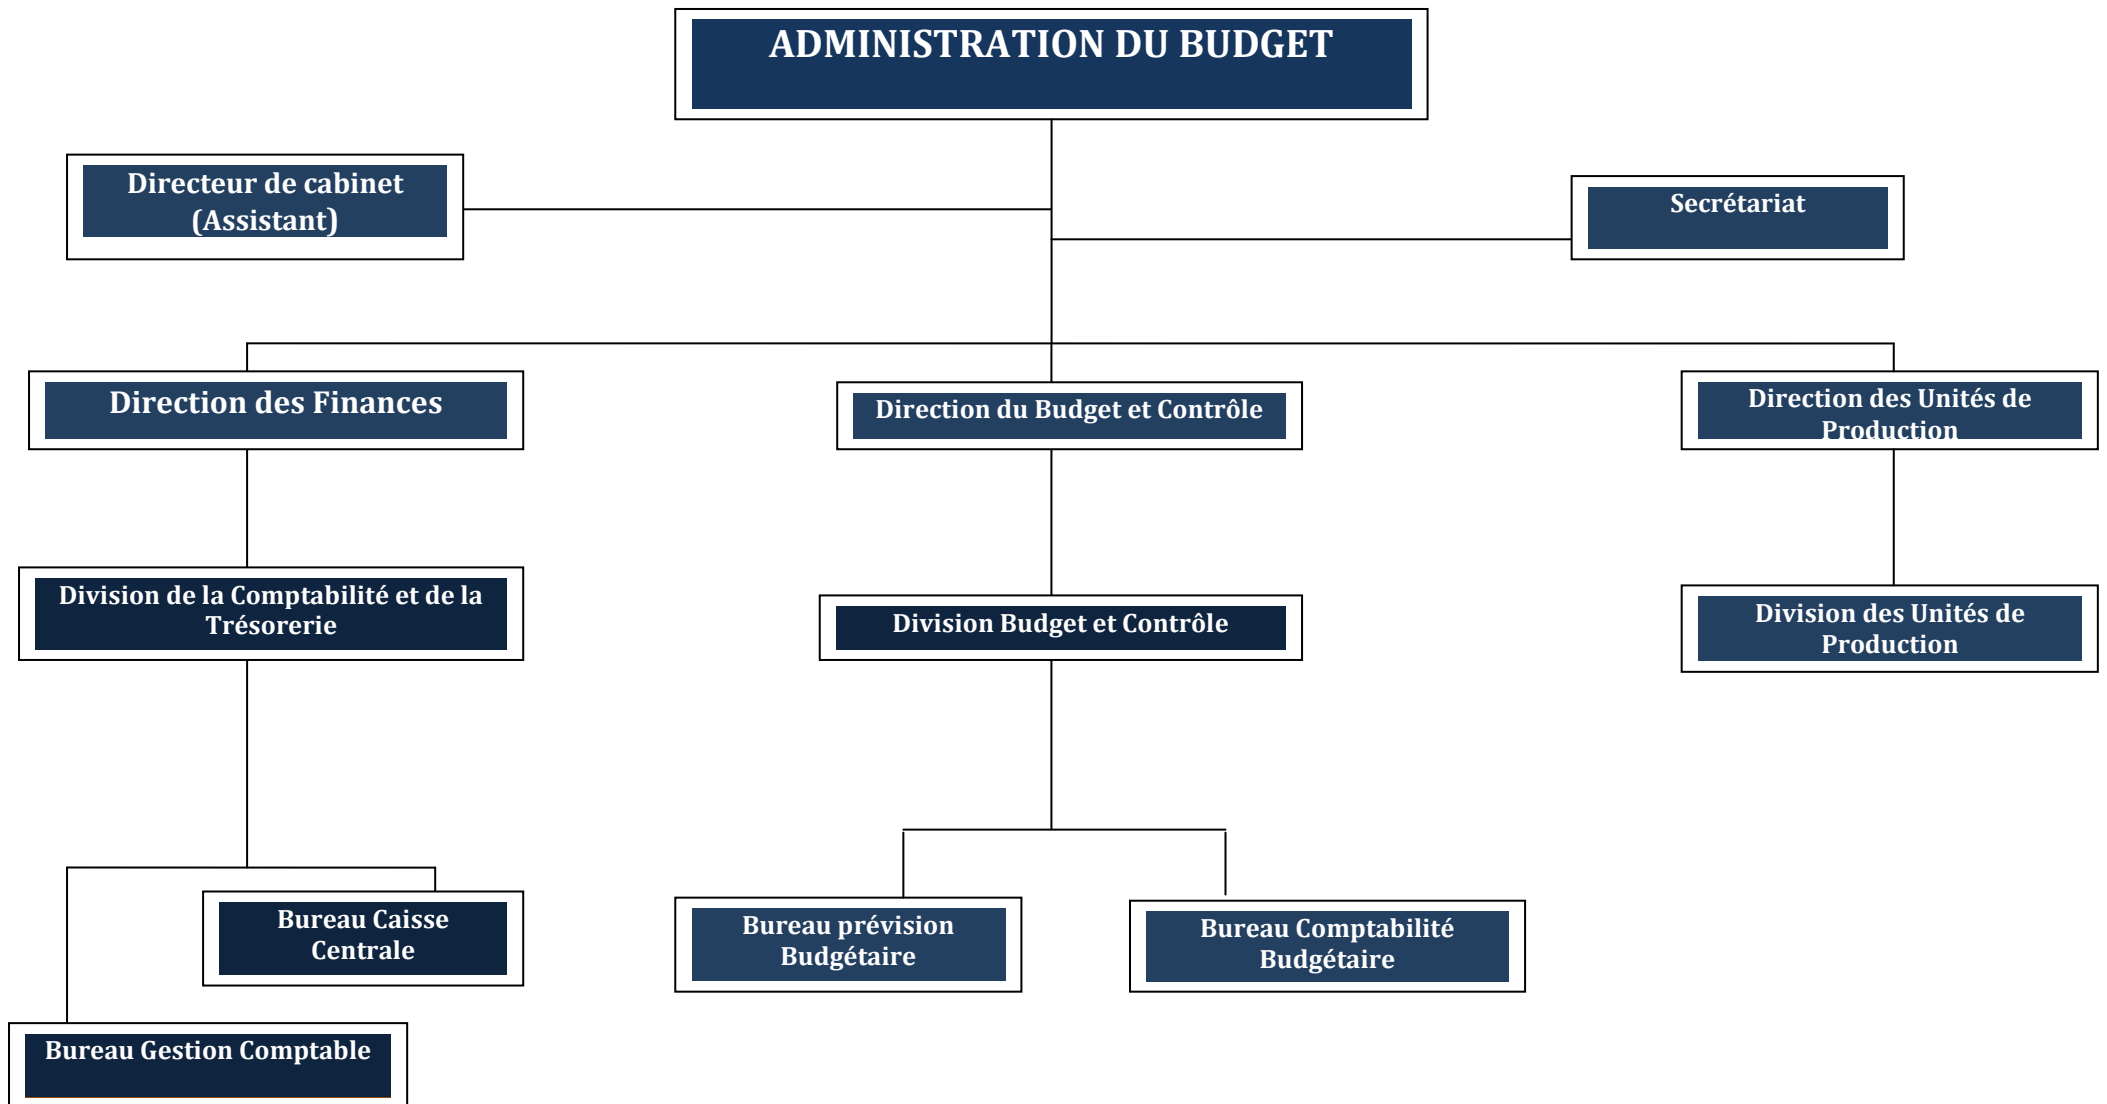 ADMINISTRATION DU BUDGET
Directeur de cabinet
(Assistant)
Secrétariat
Direction des Finances
Direction du Budget et Contrôle
Direction des Unités de
Production
Division de la Comptabilité et de la
Trésorerie
Division Budget et Contrôle
Division des Unités de
Production
Bureau Caisse
Centrale
Bureau prévision
Budgétaire
Bureau Comptabilité
Budgétaire
Bureau Gestion Comptable